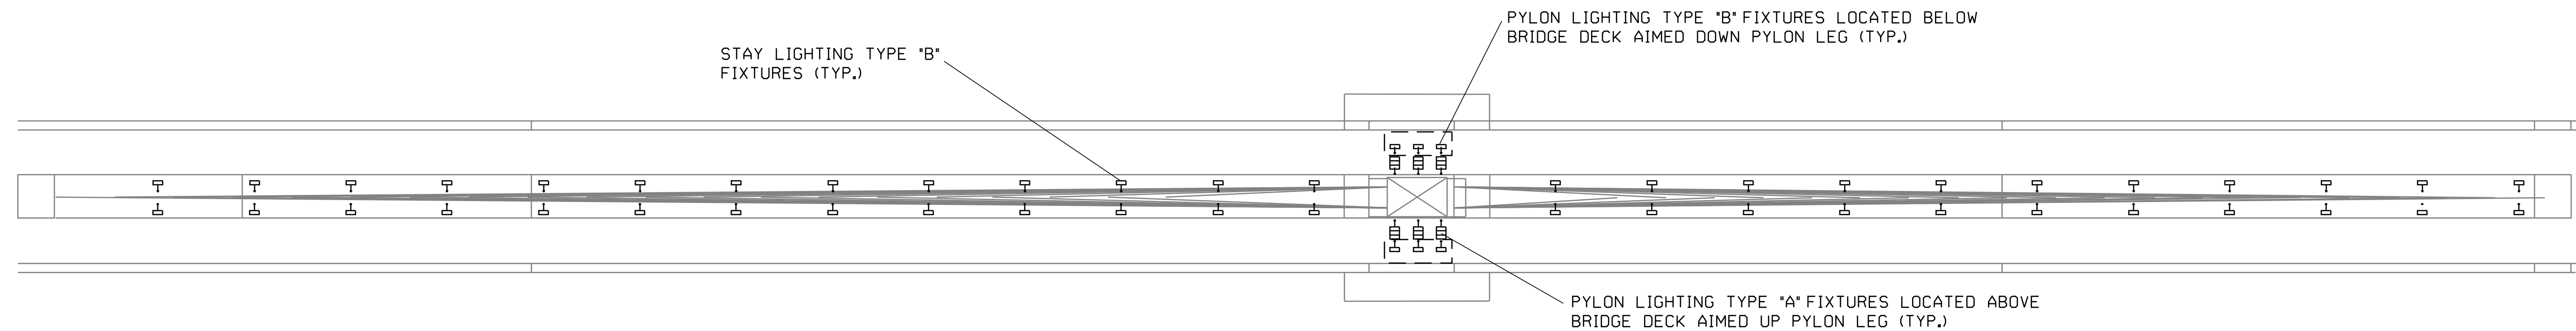 PYLON LIGHTING TYPE "B" FIXTURES LOCATED BELOW
BRIDGE DECK AIMED DOWN PYLON LEG (TYP.)
STAY LIGHTING TYPE "B"
FIXTURES (TYP.)
PYLON LIGHTING TYPE "A" FIXTURES LOCATED ABOVE
BRIDGE DECK AIMED UP PYLON LEG (TYP.)